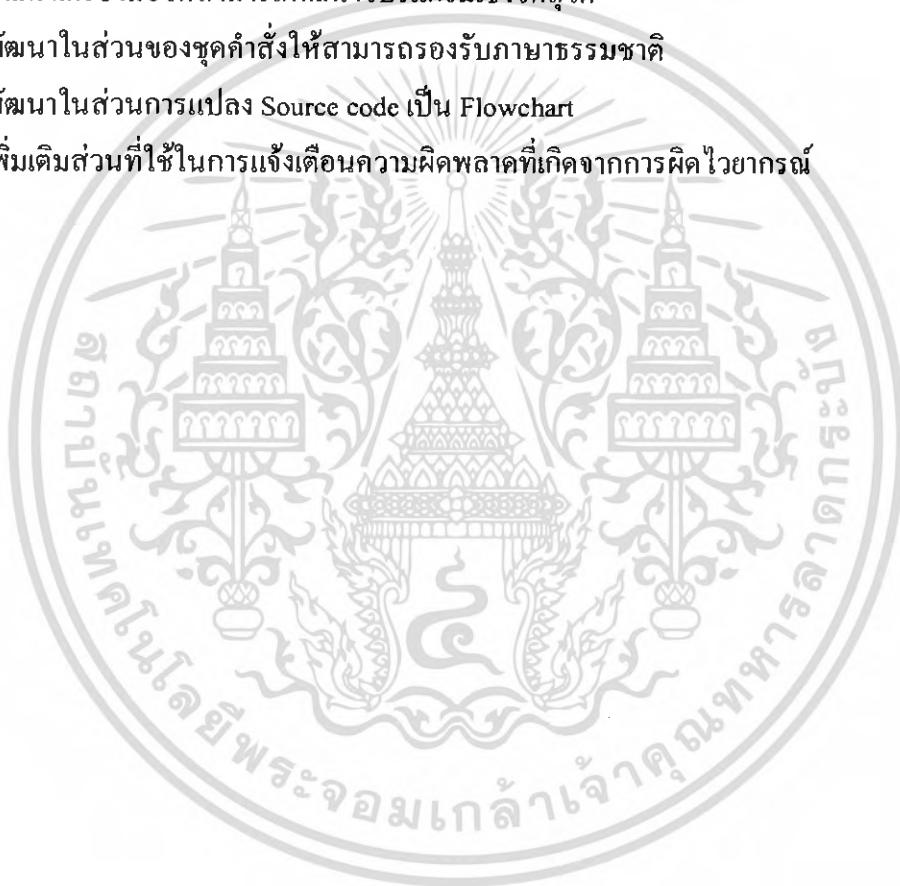 พัฒนาในส่วนของชุดคำสั่งให้สามารถรองรับภาษาธรรมชาติ
พัฒนาในส่วนการแปลง Source code เป็น Flowchart
เพิ่มเติมส่วนที่ใช้ในการแจ้งเตือนความผิดพลาดที่เกิดจากการผิดไวยากรณ์
สถาบันเทคโนโลยีพระจอมเกล้าเจ้าคุณทหารลาดกระบัง